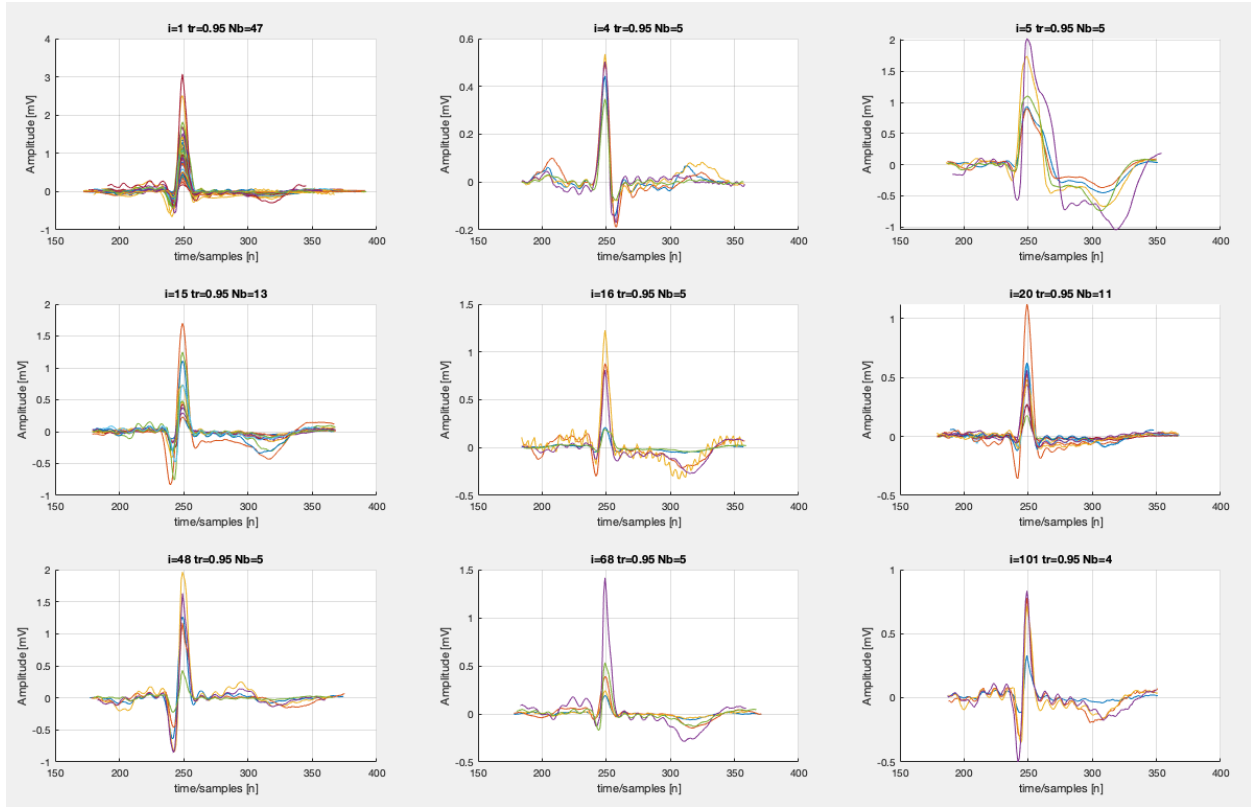 i=1 tr=0.95 Nb=47
4
3
2
1
0
-1
Amplitude [mV]
150 200 250 300 350 400
time/samples [n]
i=4 tr=0.95 Nb=5
0.6
0.4
0.2
0
-0.2
Amplitude [mV]
150 200 250 300 350 400
time/samples [n]
i=5 tr=0.95 Nb=5
2
1
0
-1
Amplitude [mV]
150 200 250 300 350 400
time/samples [n]
i=15 tr=0.95 Nb=13
2
1.5
1
0.5
0
-0.5
-1
Amplitude [mV]
150 200 250 300 350 400
time/samples [n]
i=16 tr=0.95 Nb=5
1.5
1
0.5
0
-0.5
Amplitude [mV]
150 200 250 300 350 400
time/samples [n]
i=20 tr=0.95 Nb=11
1
0.5
0
-0.5
Amplitude [mV]
150 200 250 300 350 400
time/samples [n]
i=48 tr=0.95 Nb=5
2
1.5
1
0.5
0
-0.5
-1
Amplitude [mV]
150 200 250 300 350 400
time/samples [n]
i=68 tr=0.95 Nb=5
1.5
1
0.5
0
-0.5
Amplitude [mV]
150 200 250 300 350 400
time/samples [n]
i=101 tr=0.95 Nb=4
1
0.5
0
-0.5
Amplitude [mV]
150 200 250 300 350 400
time/samples [n]